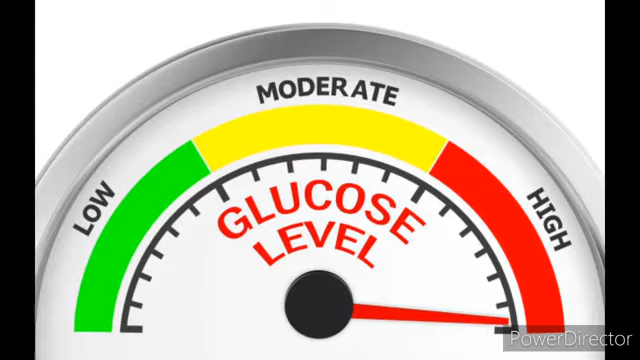 MODERATE
LOW
HIGH
GLUCOSE
LEVEL
PowerDirector